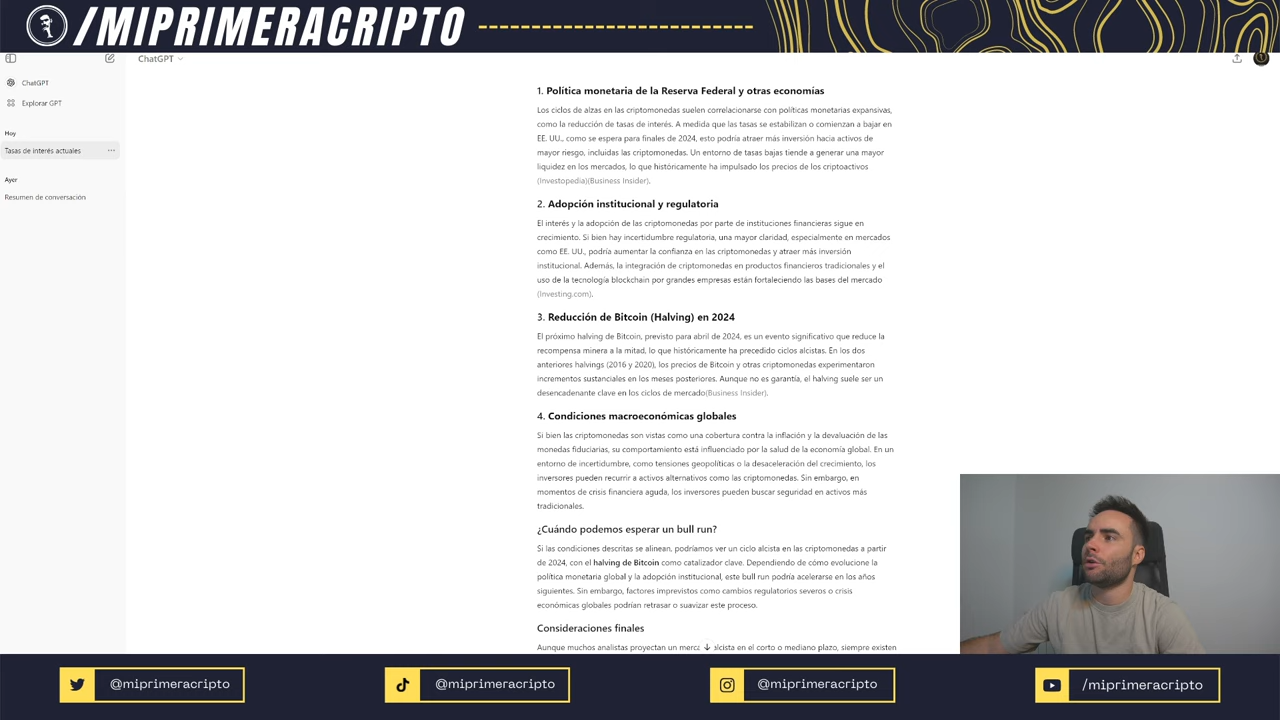 /MIPRIMERACRIPTO
ChatGPT
ChatGPT
Explorar GPT
Hoy
Tasas de interés actuales
Ayer
Resumen de conversación
1. Política monetaria de la Reserva Federal y otras economías
Los ciclos de alzas en las criptomonedas suelen correlacionarse con políticas monetarias expansivas,
como la reducción de tasas de interés. A medida que las tasas se estabilizan o comienzan a bajar en
EE. UU., como se espera para finales de 2024, esto podría atraer más inversión hacia activos de
mayor riesgo, incluidas las criptomonedas. Un entorno de tasas bajas tiende a generar una mayor
liquidez en los mercados, lo que históricamente ha impulsado los precios de los criptoactivos
(Investopedia)(Business Insider).
2. Adopción institucional y regulatoria
El interés y la adopción de las criptomonedas por parte de instituciones financieras sigue en
crecimiento. Si bien hay incertidumbre regulatoria, una mayor claridad, especialmente en mercados
como EE. UU., podría aumentar la confianza en las criptomonedas y atraer más inversión
institucional. Además, la integración de criptomonedas en productos financieros tradicionales y el
uso de la tecnología blockchain por grandes empresas están fortaleciendo las bases del mercado
(Investing.com).
3. Reducción de Bitcoin (Halving) en 2024
El próximo halving de Bitcoin, previsto para abril de 2024, es un evento significativo que reduce la
recompensa minera a la mitad, lo que históricamente ha precedido ciclos alcistas. En los dos
anteriores halvings (2016 y 2020), los precios de Bitcoin y otras criptomonedas experimentaron
incrementos sustanciales en los meses posteriores. Aunque no es garantía, el halving suele ser un
desencadenante clave en los ciclos de mercado(Business Insider).
4. Condiciones macroeconómicas globales
Si bien las criptomonedas son vistas como una cobertura contra la inflación y la devaluación de las
monedas fiduciarias, su comportamiento está influenciado por la salud de la economía global. En un
entorno de incertidumbre, como tensiones geopolíticas o la desaceleración del crecimiento, los
inversores pueden recurrir a activos alternativos como las criptomonedas. Sin embargo, en
momentos de crisis financiera aguda, los inversores pueden buscar seguridad en activos más
tradicionales.
¿Cuándo podemos esperar un bull run?
Si las condiciones descritas se alinean, podríamos ver un ciclo alcista en las criptomonedas a partir
de 2024, con el halving de Bitcoin como catalizador clave. Dependiendo de cómo evolucione la
política monetaria global y la adopción institucional, este bull run podría acelerarse en los años
siguientes. Sin embargo, factores imprevistos como cambios regulatorios severos o crisis
económicas globales podrían retrasar o suavizar este proceso.
Consideraciones finales
Aunque muchos analistas proyectan un alcista en el corto o mediano plazo, siempre existen
@miprimeracripto
@miprimeracripto
@miprimeracripto
/miprimeracripto